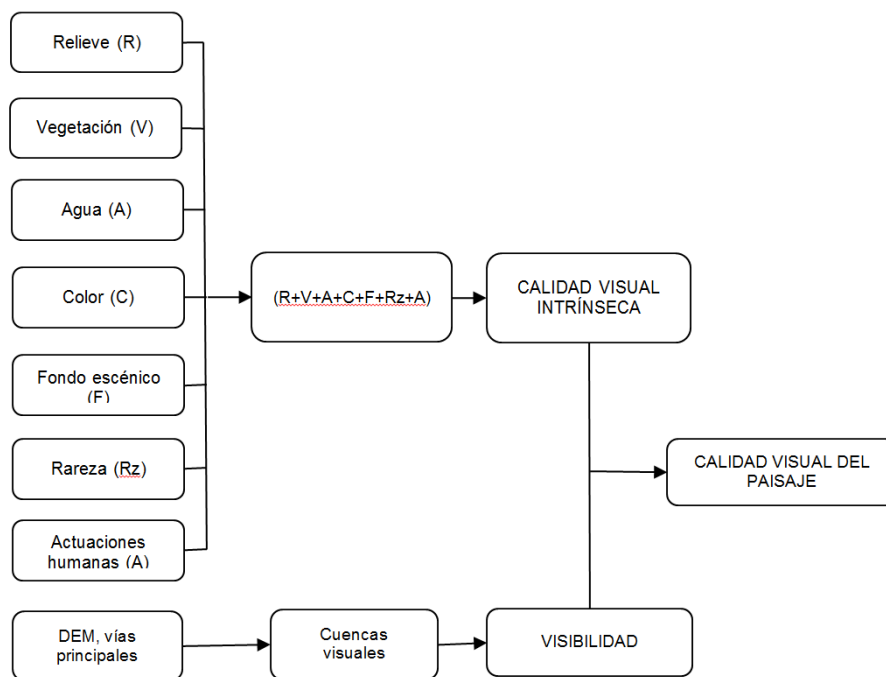 Relieve (R)
Vegetación (V)
Agua (A)
Color (C)
Fondo escénico
(F)
Rareza (Rz)
Actuaciones
humanas (A)
(R+V+A+C+F+Rz+A)
CALIDAD VISUAL
INTRÍNSECA
CALIDAD VISUAL DEL
PAISAJE
DEM, vías
principales
Cuencas
visuales
VISIBILIDAD